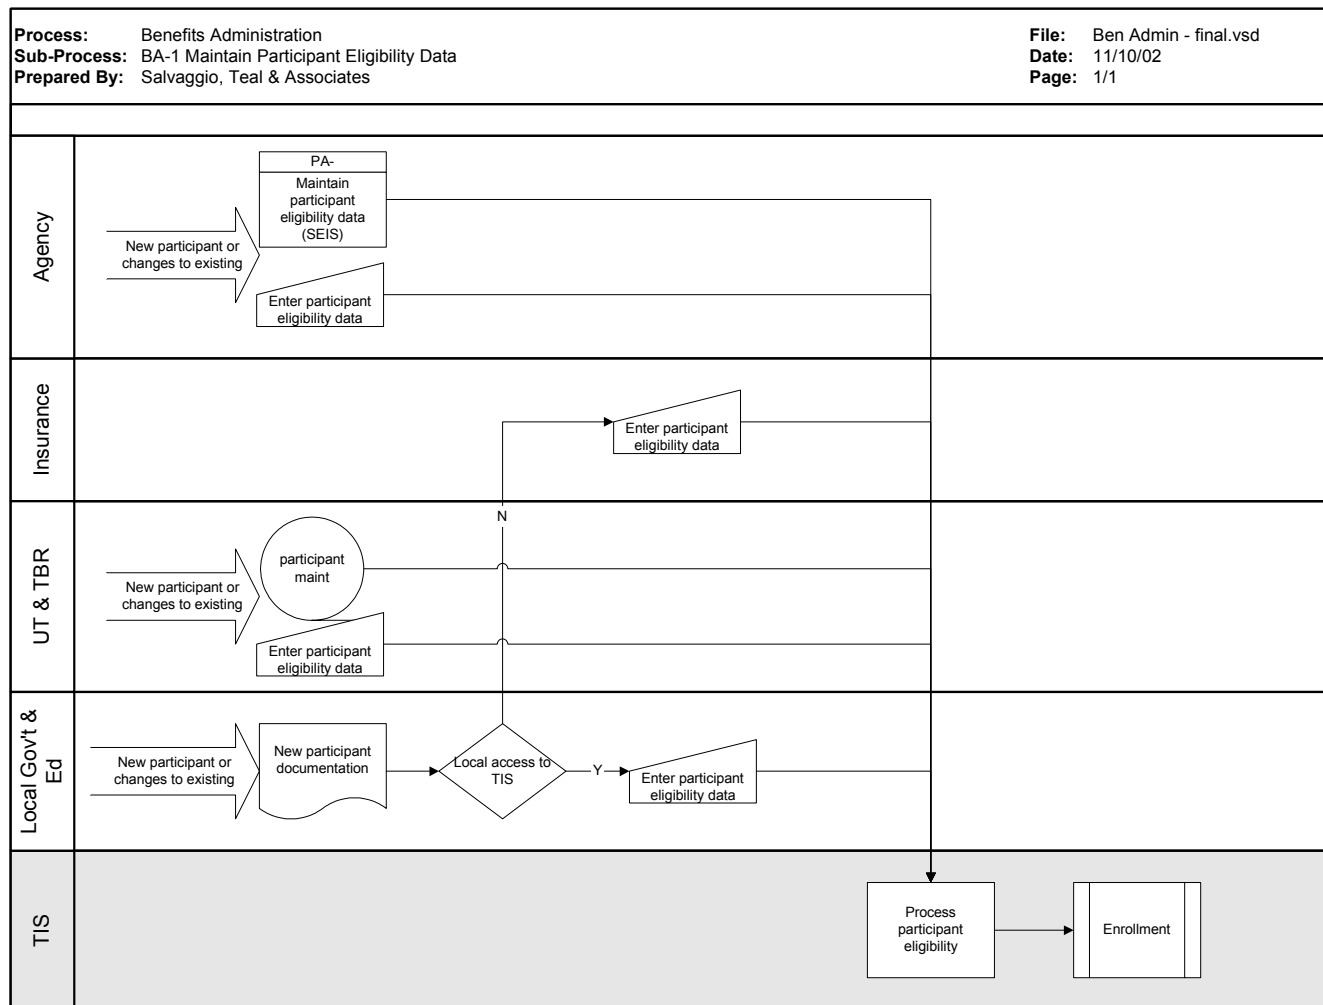 Process: Benefits Administration
Sub-Process: BA-1 Maintain Participant Eligibility Data
Prepared By: Salvaggio, Teal & Associates
File: Ben Admin - final.vsd
Date: 11/10/02
Page: 1/1
Agency
New participant or
changes to existing
PA-
Maintain
participant
eligibility data
(SEIS)
Enter participant
eligibility data
Insurance
Enter participant
eligibility data
N
UT & TBR
New participant or
changes to existing
participant
maint
Enter participant
eligibility data
Local Gov't &
Ed
New participant or
changes to existing
New participant
documentation
Local access to
TIS
Y
Enter participant
eligibility data
TIS
Process
participant
eligibility
Enrollment